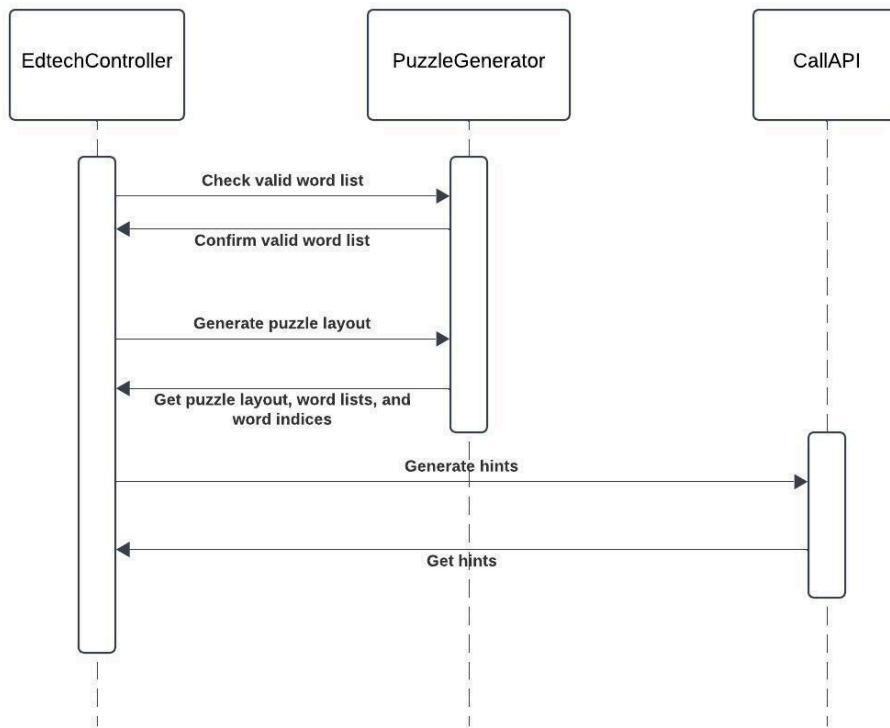 EdtechController
PuzzleGenerator
CallAPI
Check valid word list
Confirm valid word list
Generate puzzle layout
Get puzzle layout, word lists, and
word indices
Generate hints
Get hints